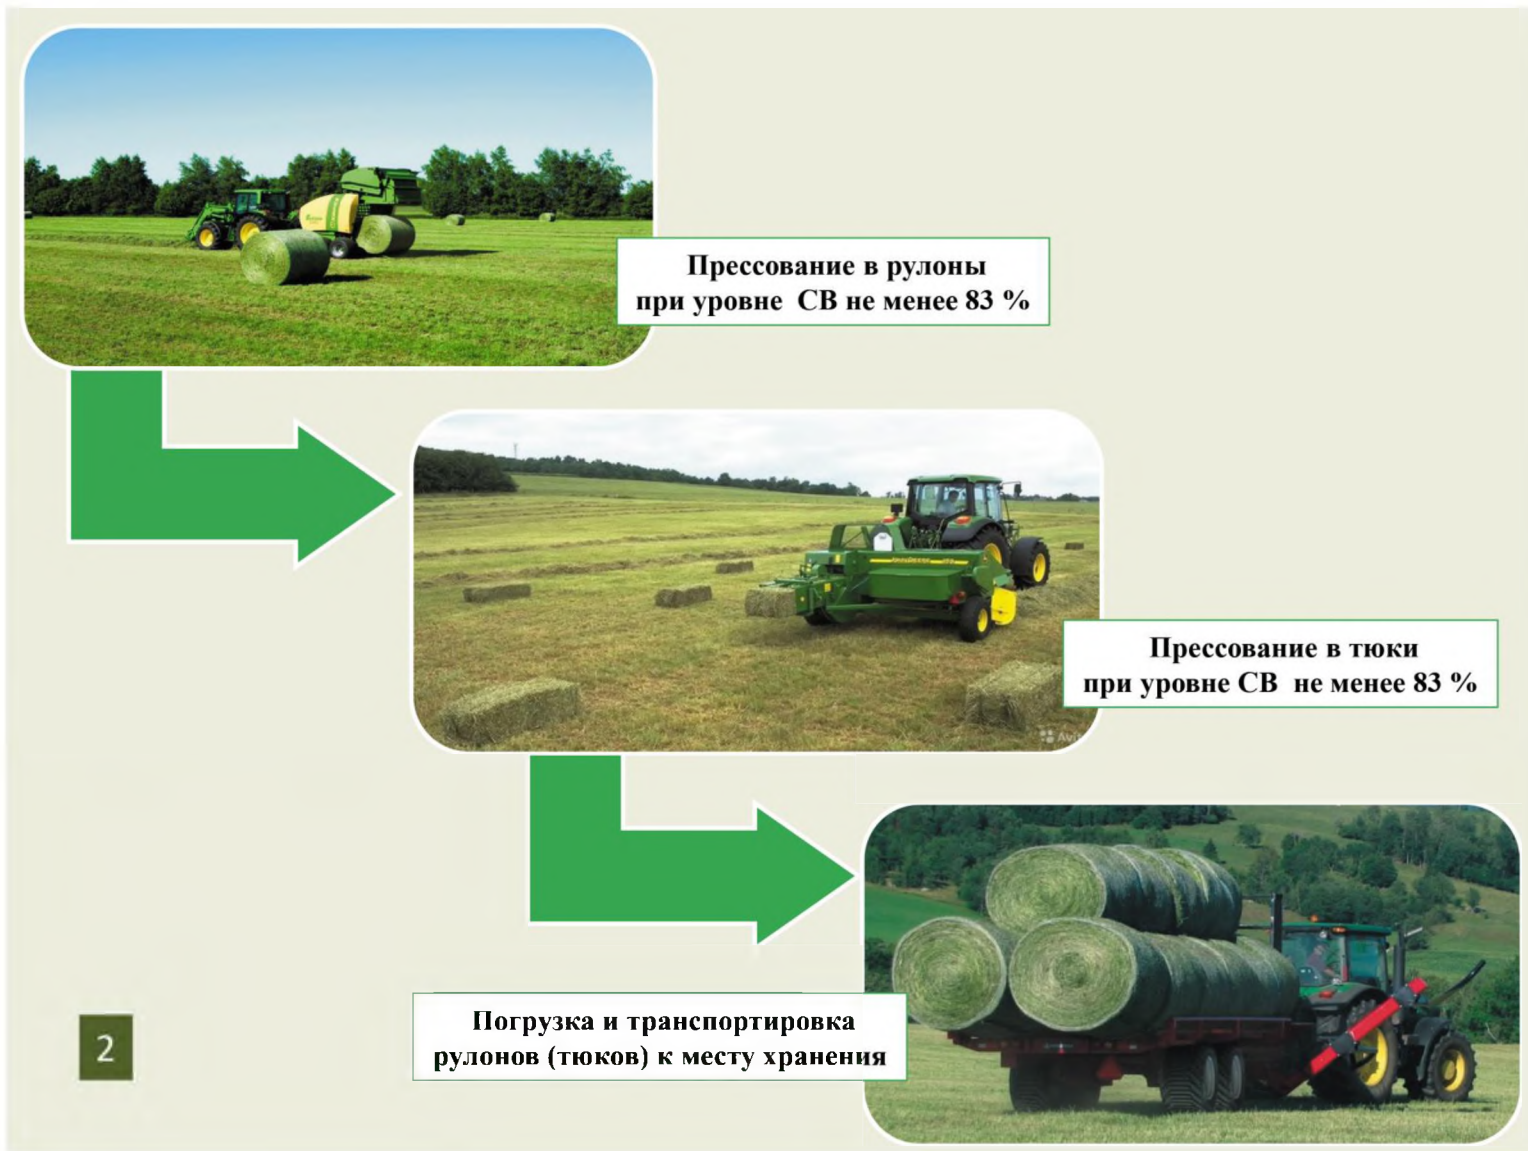 Прессование в рулоны
при уровне СВ не менее 83 %
Прессование в тюки
при уровне СВ не менее 83 %
Погрузка и транспортировка
рулонов (тюков) к месту хранения
2